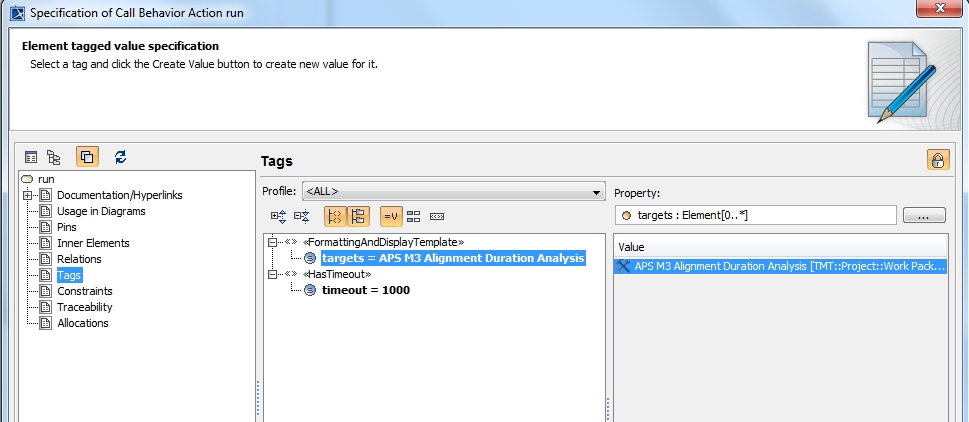 Specification of Call Behavior Action run
Element tagged value specification
Select a tag and click the Create Value button to create new value for it.
run
Documentation/Hyperlinks
Usage in Diagrams
Pins
Inner Elements
Relations
Tags
Constraints
Traceability
Allocations
Tags
Profile: <ALL>
«FormattingAndDisplayTemplate»
targets = APS M3 Alignment Duration Analysis
«HasTimeout»
timeout = 1000
Property:
targets : Element[0..*]
...
Value
APS M3 Alignment Duration Analysis [TMT::Project::Work Pack...